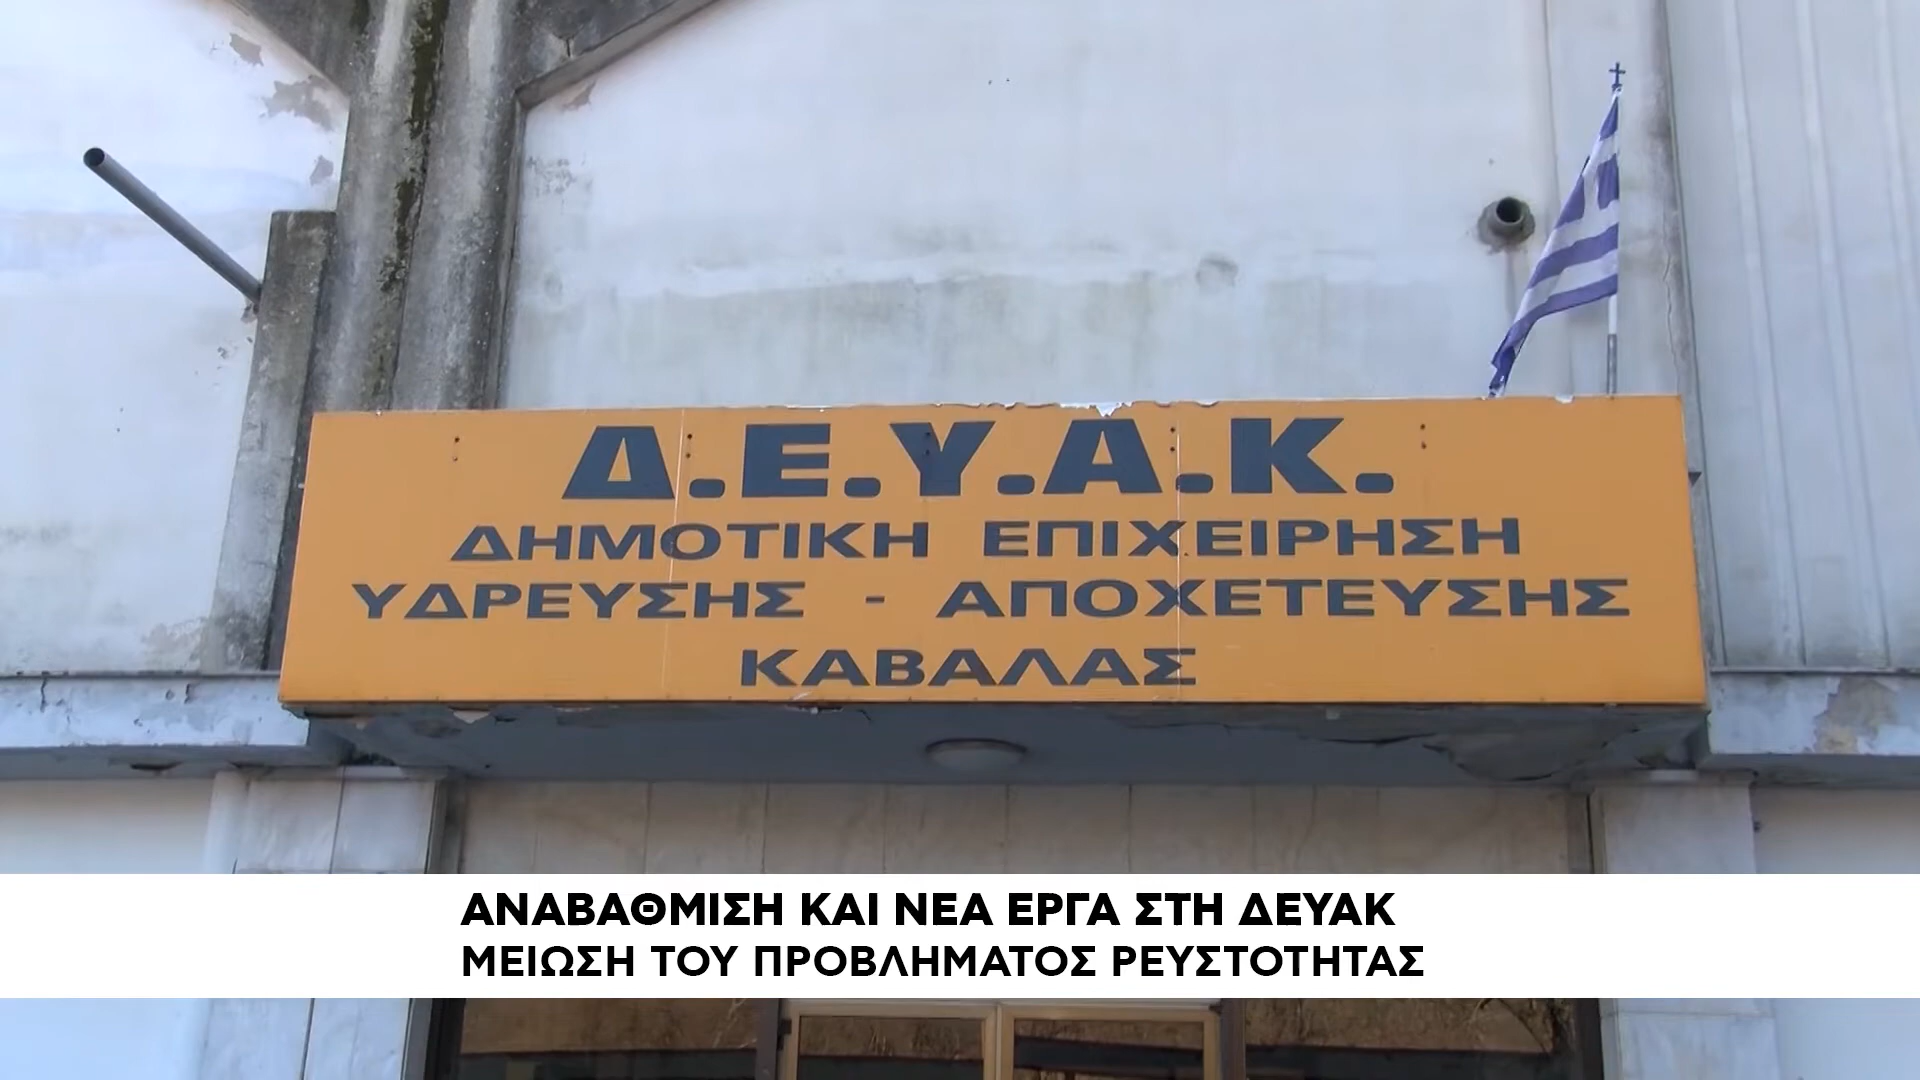 Δ.Ε.Υ.Α.Κ.
ΔΗΜΟΤΙΚΗ ΕΠΙΧΕΙΡΗΣΗ
ΥΔΡΕΥΣΗΣ - ΑΠΟΧΕΤΕΥΣΗΣ
ΚΑΒΑΛΑΣ
ΑΝΑΒΑΘΜΙΣΗ ΚΑΙ ΝΕΑ ΕΡΓΑ ΣΤΗ ΔΕΥΑΚ
ΜΕΙΩΣΗ ΤΟΥ ΠΡΟΒΛΗΜΑΤΟΣ ΡΕΥΣΤΟΤΗΤΑΣ